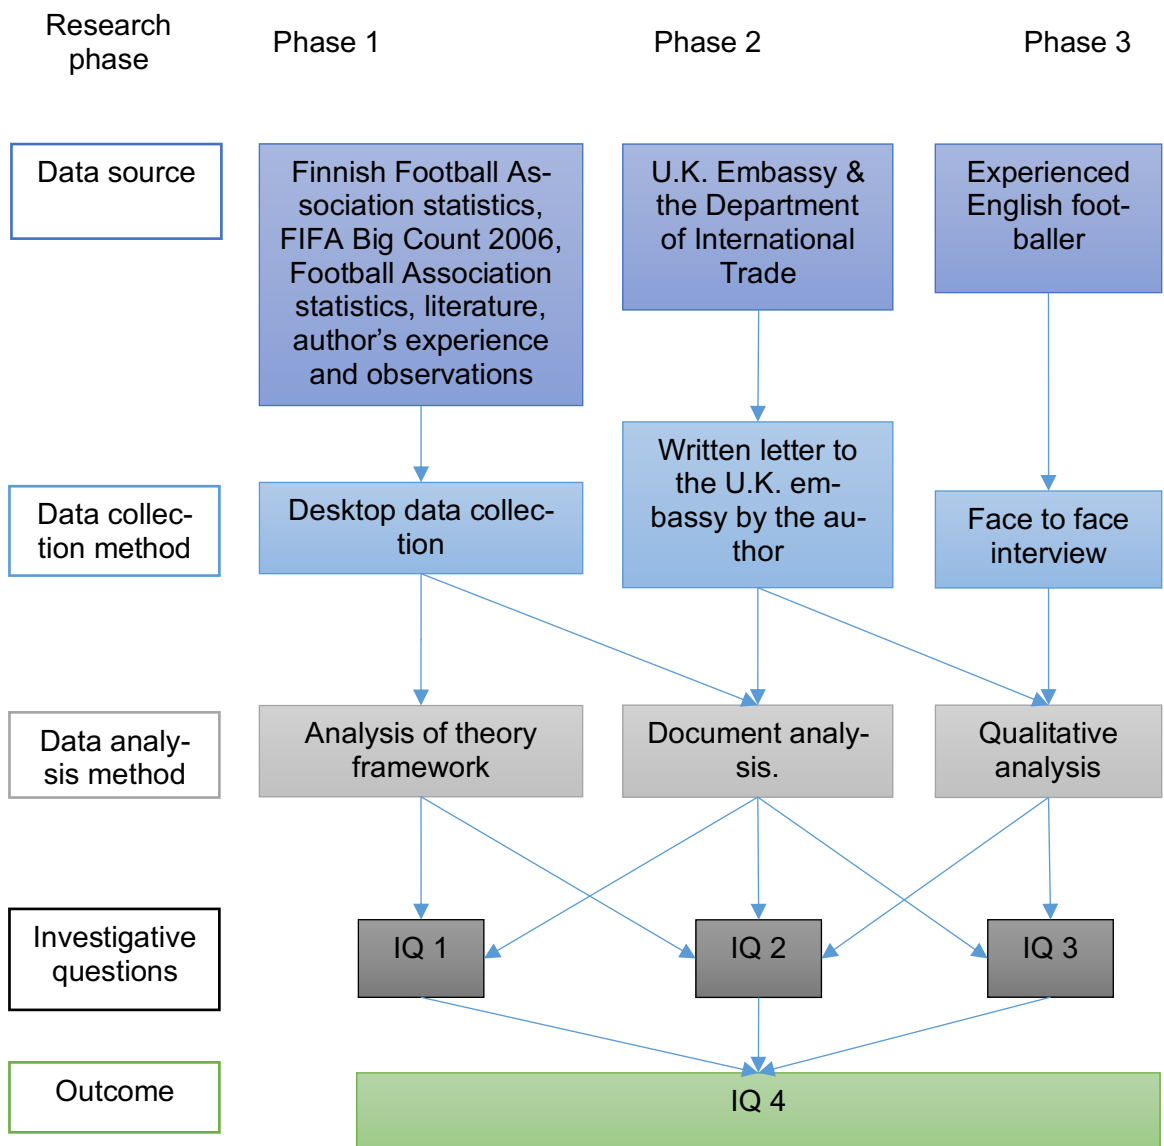 Research
phase
Phase 1
Phase 2
Phase 3
Data source
Finnish Football As-
sociation statistics,
FIFA Big Count 2006,
Football Association
statistics, literature,
author’s experience
and observations
U.K. Embassy &
the Department
of International
Trade
Experienced
English foot-
baller
Data collec-
tion method
Desktop data collec-
tion
Written letter to
the U.K. em-
bassy by the au-
thor
Face to face
interview
Data analy-
sis method
Analysis of theory
framework
Document analy-
sis.
Qualitative
analysis
Investigative
questions
IQ 1
IQ 2
IQ 3
Outcome
IQ 4